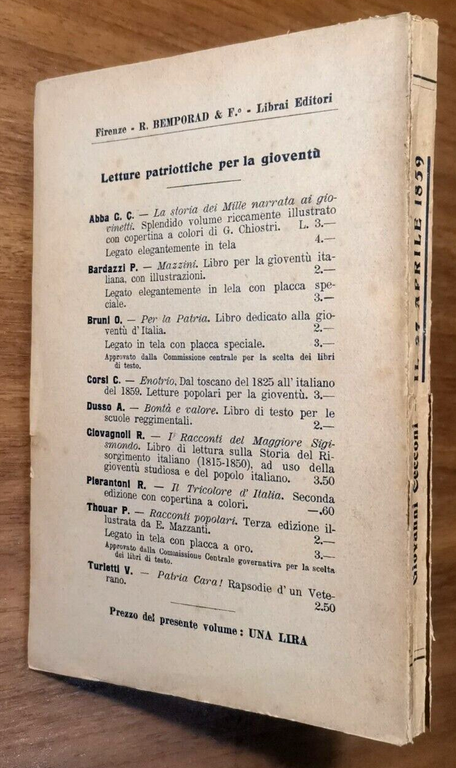 Firenze - R. BEMPORAD & F.° - Librai Editori
Letture patriottiche per la gioventù
Abba C. C. — La storia dei Mille narrata ai gio-
vinetti. Splendido volume riccamente illustrato
con copertina a colori di G. Chiostri. L. 3.—
Legato elegantemente in tela 4.—
Bardazzi P. — Mazzini. Libro per la gioventù ita-
liana, con illustrazioni. 2.—
Legato elegantemente in tela con placca spe-
ciale. 3.—
Bruni O. — Per la Patria. Libro dedicato alla gio-
ventù d'Italia. 2.—
Legato in tela con placca speciale. 3.—
Approvato dalla Commissione centrale per la scelta dei libri
di testo.
Corsi C. — Enotrio. Dal toscano del 1825 all'italiano
del 1859. Letture popolari per la gioventù. 3.—
Dusso A. — Bontà e valore. Libro di testo per le
scuole reggimentali. 2.—
Giovagnoli R. — I Racconti del Maggiore Sigi-
smondo. Libro di lettura sulla Storia del Ri-
sorgimento italiano (1815-1850), ad uso della
gioventù studiosa e del popolo italiano. 3.50
Pierantoni R. — Il Tricolore d'Italia. Seconda
edizione con copertina a colori. —.60
Thouar P. — Racconti popolari. Terza edizione il-
lustrata da E. Mazzanti. 2.—
Legato in tela con placca a oro. 3.—
Approvato dalla Commissione Centrale governativa per la scelta
dei libri di testo.
Turletti V. — Patria Cara! Rapsodie d'un Vete-
rano. 2.50
Prezzo del presente volume: UNA LIRA
Giovanni Cecconi IL 27 APRILE 1859